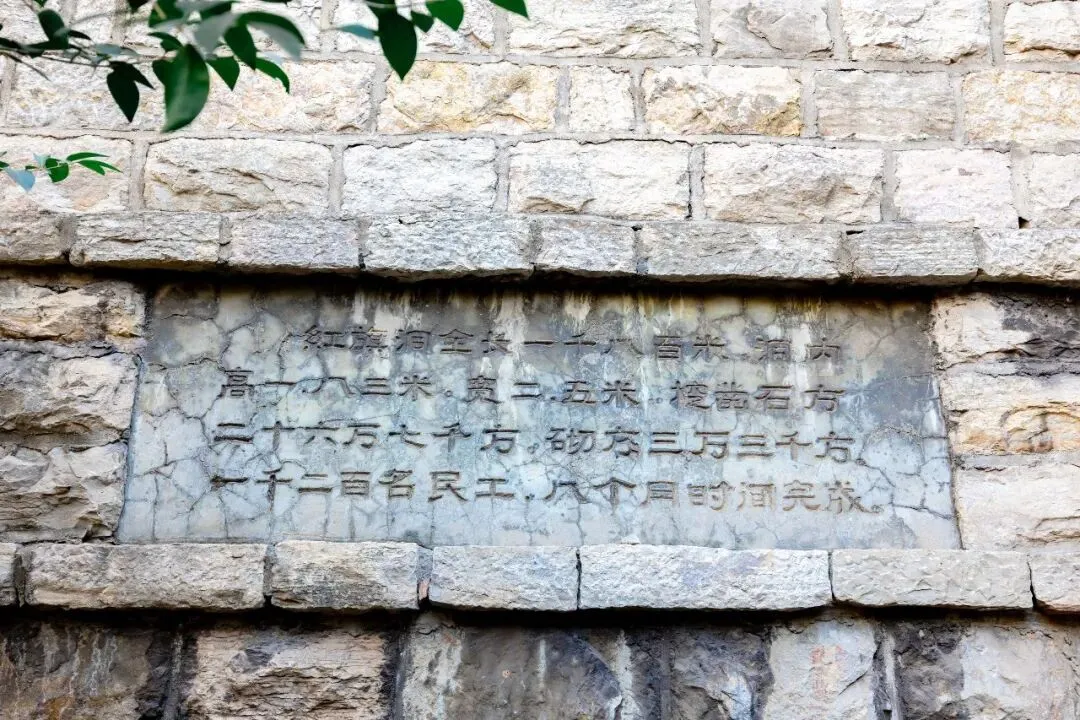 红旗洞全长一千八百米、洞内
高一.八三米.宽二.五米.挖凿石方
二十六万七千方.砌石三万三千方.
一千二百名民工.八个月时间完成。